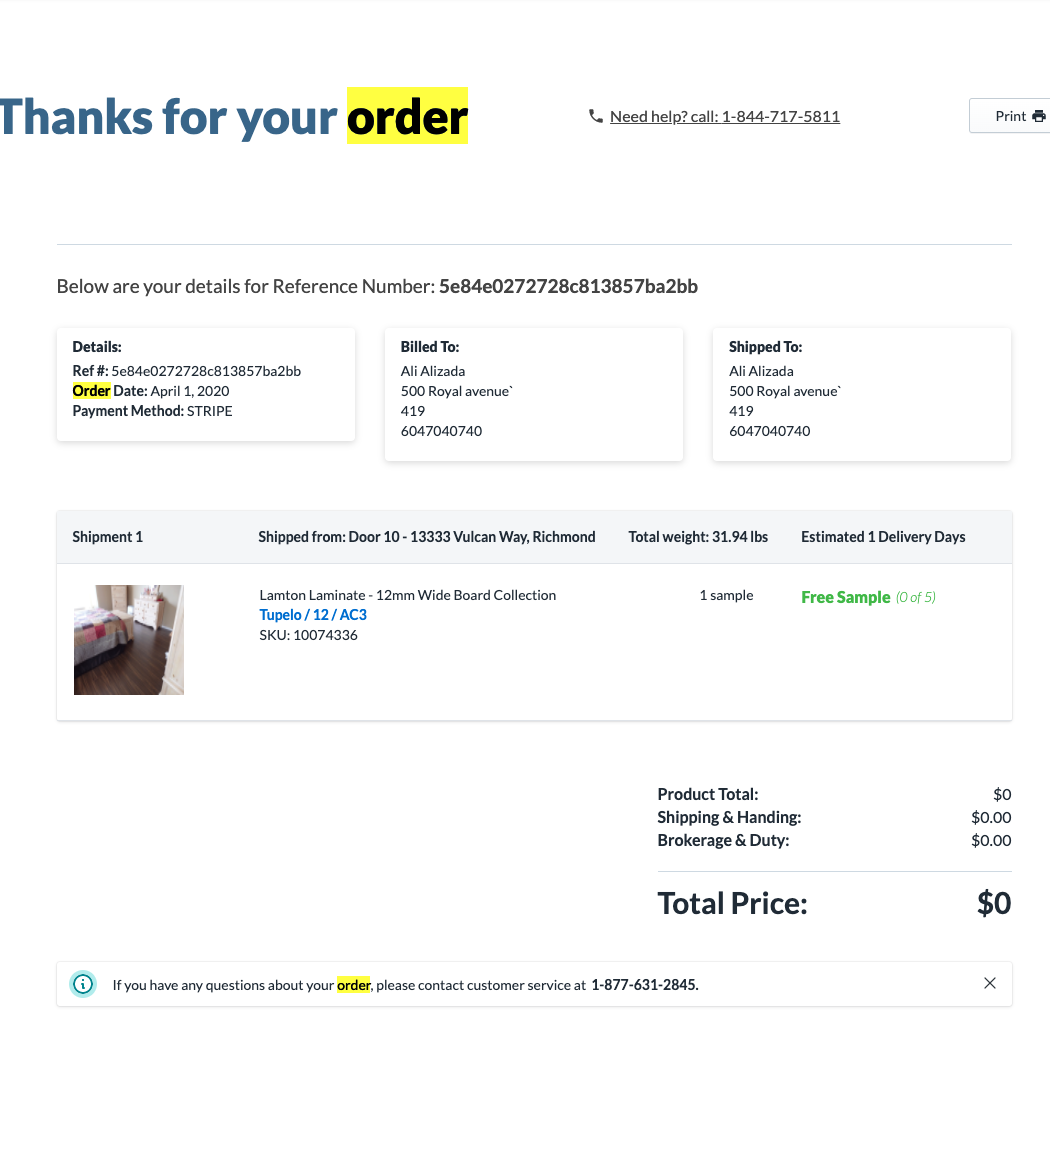 Thanks for your order
Need help? call: 1-844-717-5811
Print
Below are your details for Reference Number: 5e84e0272728c813857ba2bb
Details:
Ref #: 5e84e0272728c813857ba2bb
Order Date: April 1, 2020
Payment Method: STRIPE
Billed To:
Ali Alizada
500 Royal avenue`
419
6047040740
Shipped To:
Ali Alizada
500 Royal avenue`
419
6047040740
Shipment 1 Shipped from: Door 10 - 13333 Vulcan Way, Richmond Total weight: 31.94 lbs Estimated 1 Delivery Days
Lamton Laminate - 12mm Wide Board Collection 1 sample Free Sample (0 of 5)
Tupelo / 12 / AC3
SKU: 10074336
Product Total: $0
Shipping & Handing: $0.00
Brokerage & Duty: $0.00
Total Price: $0
If you have any questions about your order, please contact customer service at 1-877-631-2845.